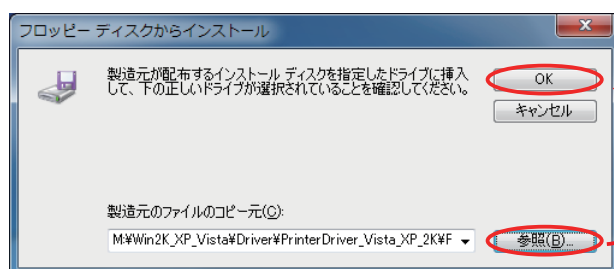 フロッピー ディスクからインストール
製造元が配布するインストール ディスクを指定したドライブに挿入
して、下の正しいドライブが選択されていることを確認してください。
OK
キャンセル
製造元のファイルのコピー元(C):
M:¥Win2K_XP_Vista¥Driver¥PrinterDriver_Vista_XP_2K¥F
参照(B)...